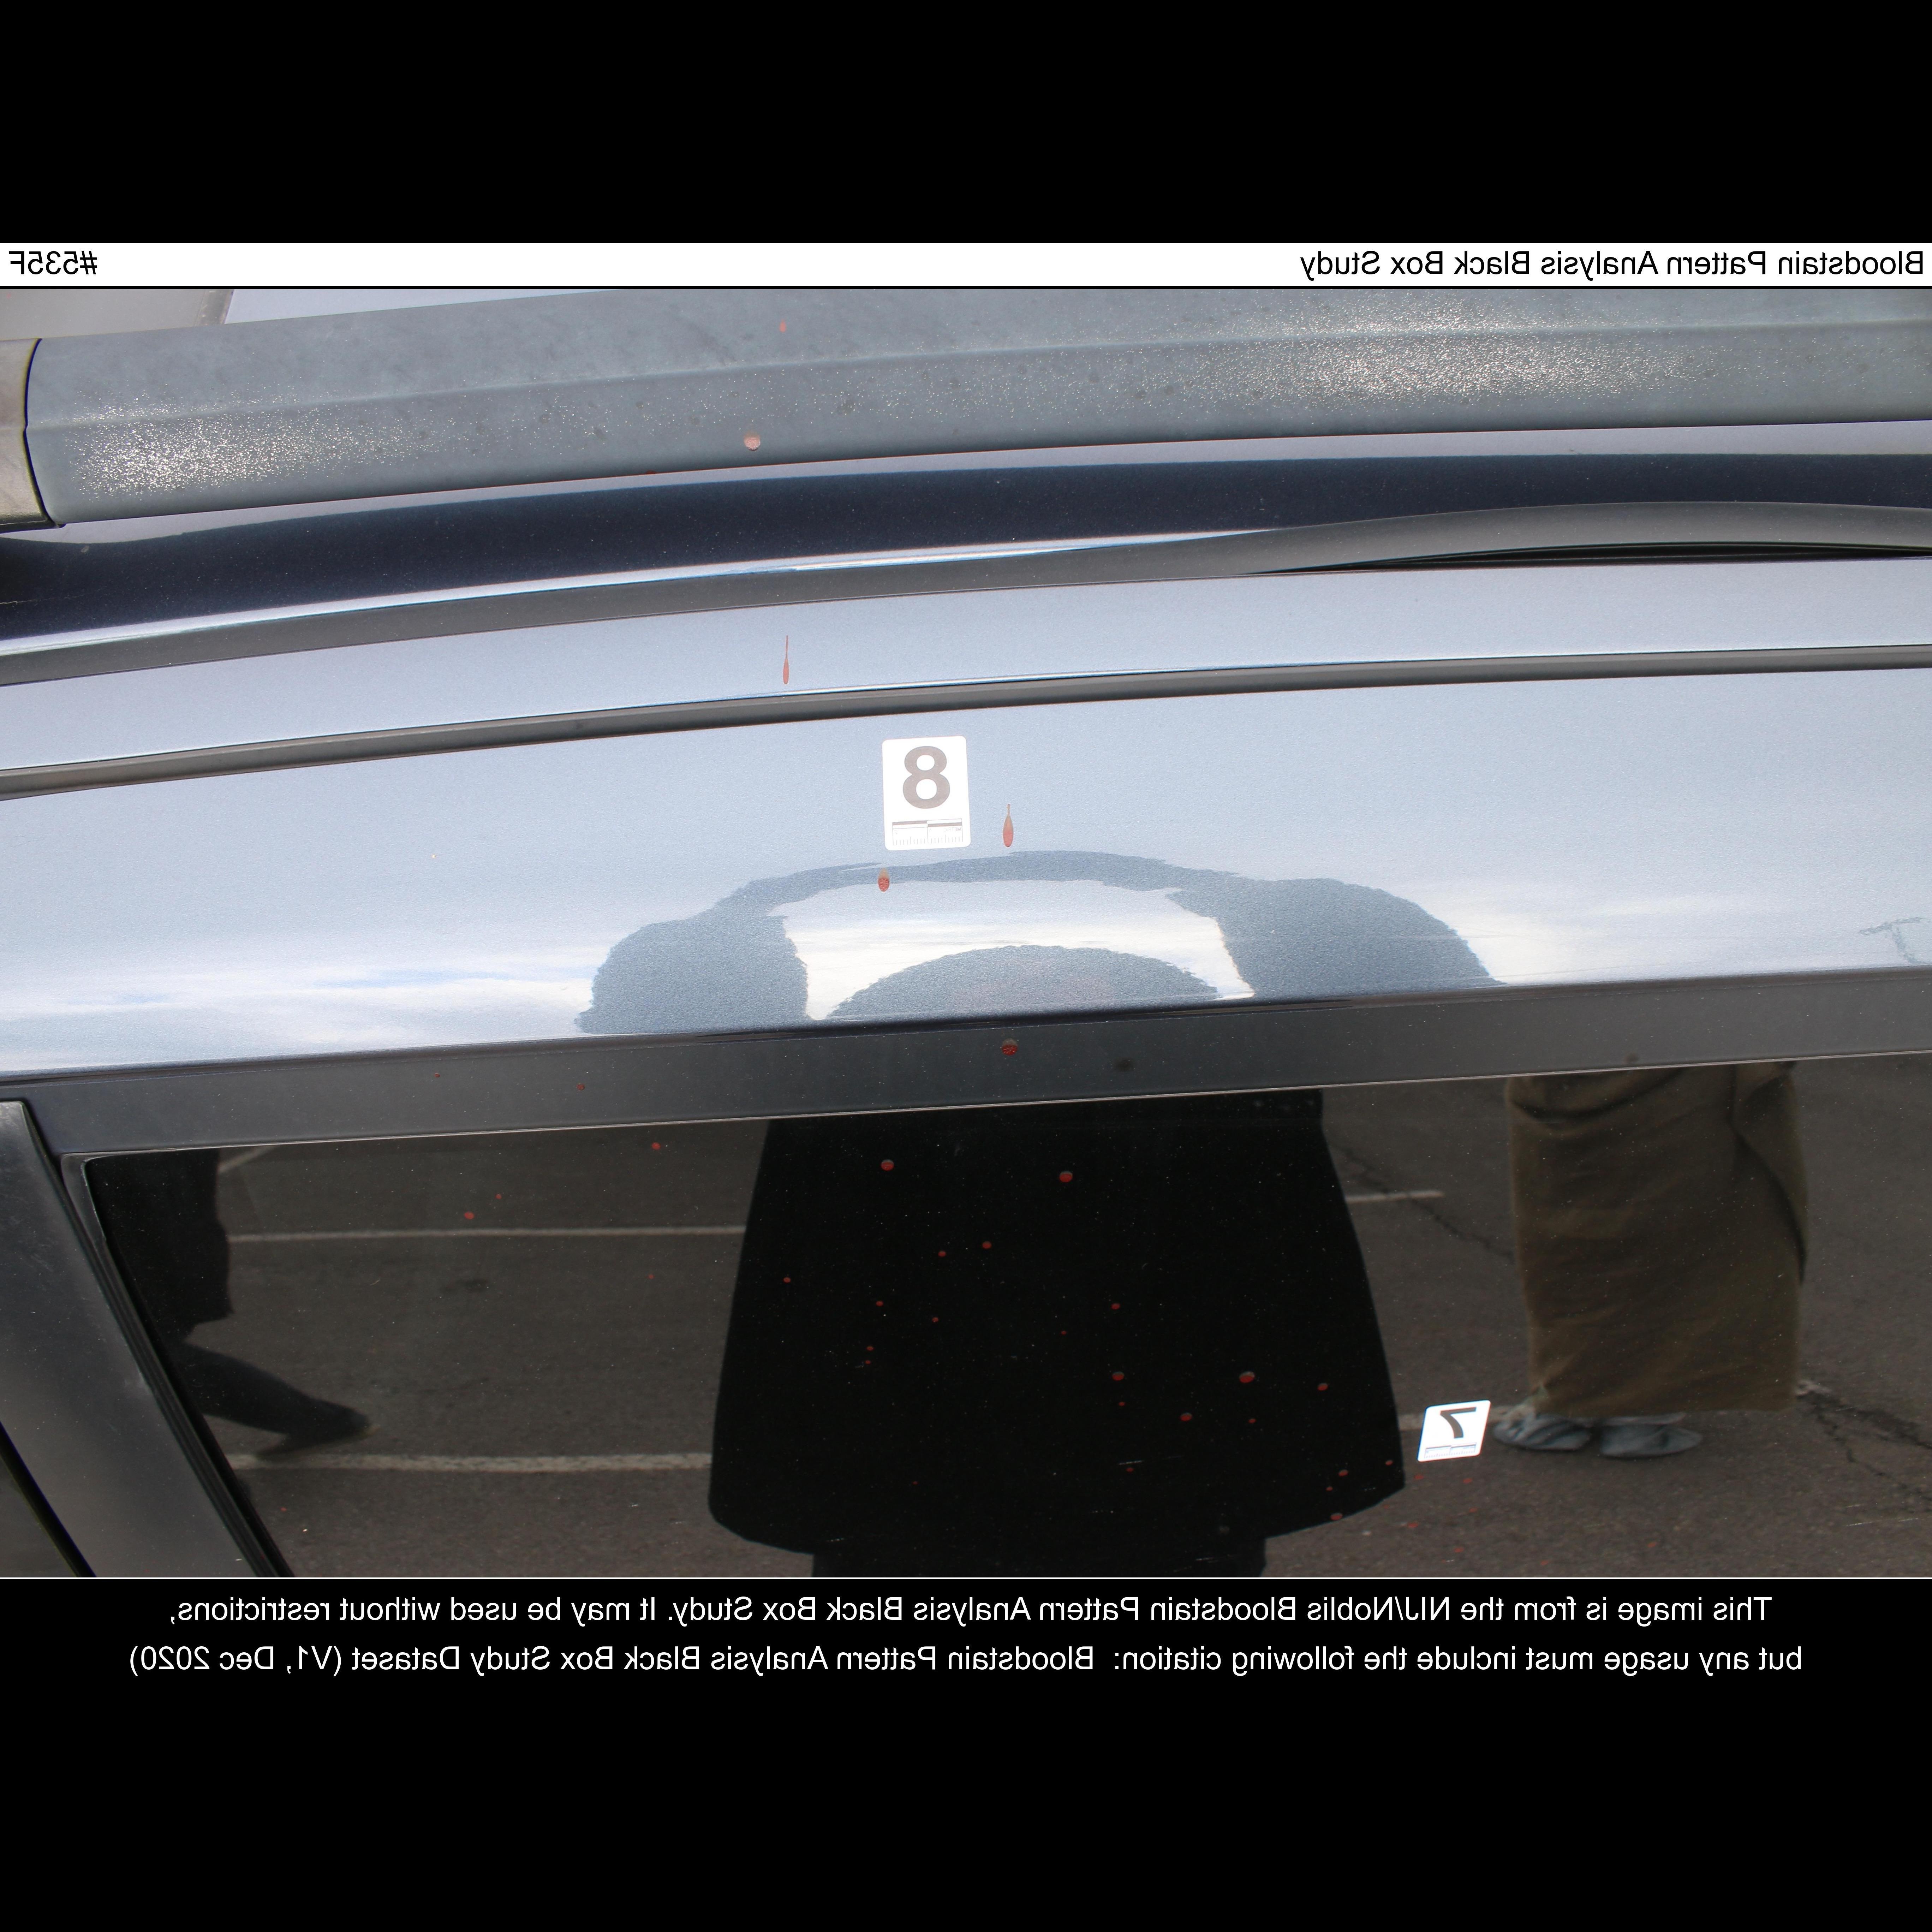 Bloodstain Pattern Analysis Black Box Study
#535F
8
7
This image is from the NIJ/Noblis Bloodstain Pattern Analysis Black Box Study. It may be used without restrictions,
but any usage must include the following citation: Bloodstain Pattern Analysis Black Box Study Dataset (V1, Dec 2020)